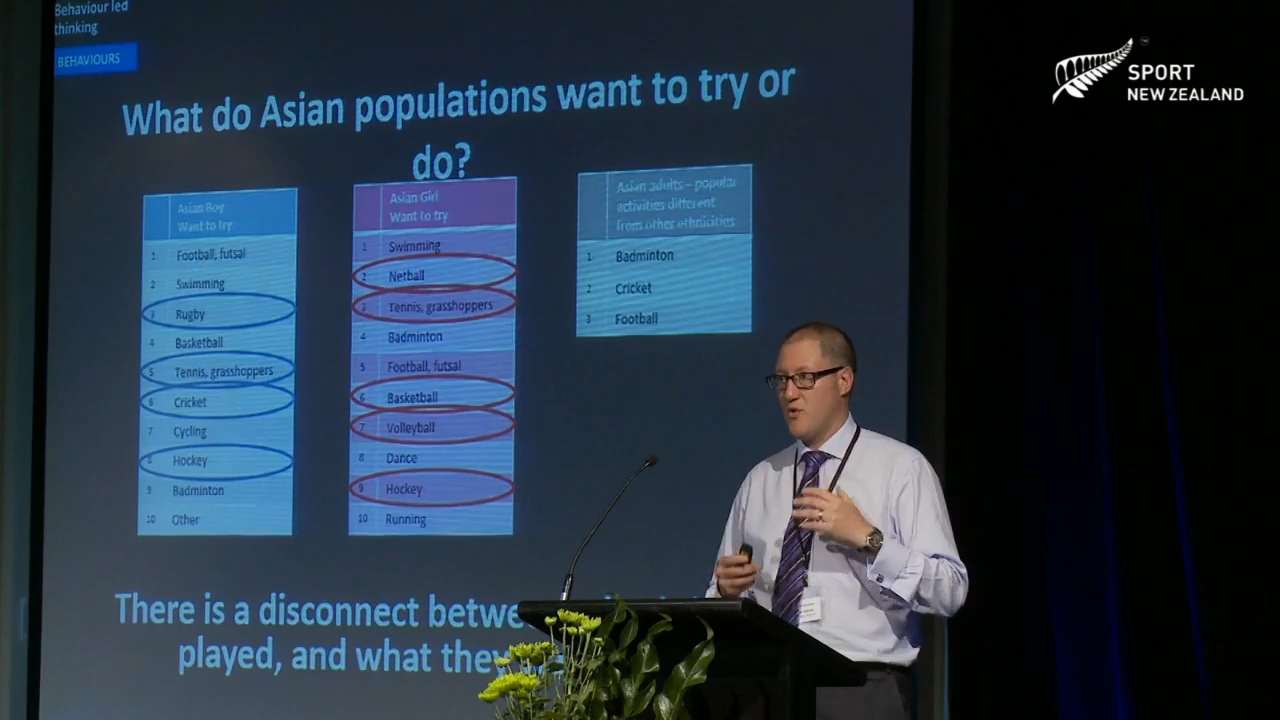 Behaviour led
thinking
BEHAVIOURS
SPORT
NEW ZEALAND
What do Asian populations want to try or
do?
Asian Boy
Want to try
1 Football, futsal
2 Swimming
3 Rugby
4 Basketball
5 Tennis, grasshoppers
6 Cricket
7 Cycling
8 Hockey
9 Badminton
10 Other
Asian Girl
Want to try
1 Swimming
2 Netball
3 Tennis, grasshoppers
4 Badminton
5 Football, futsal
6 Basketball
7 Volleyball
8 Dance
9 Hockey
10 Running
Asian adults – popular
activities different
from other ethnicities
1 Badminton
2 Cricket
3 Football
There is a disconnect
played, and what